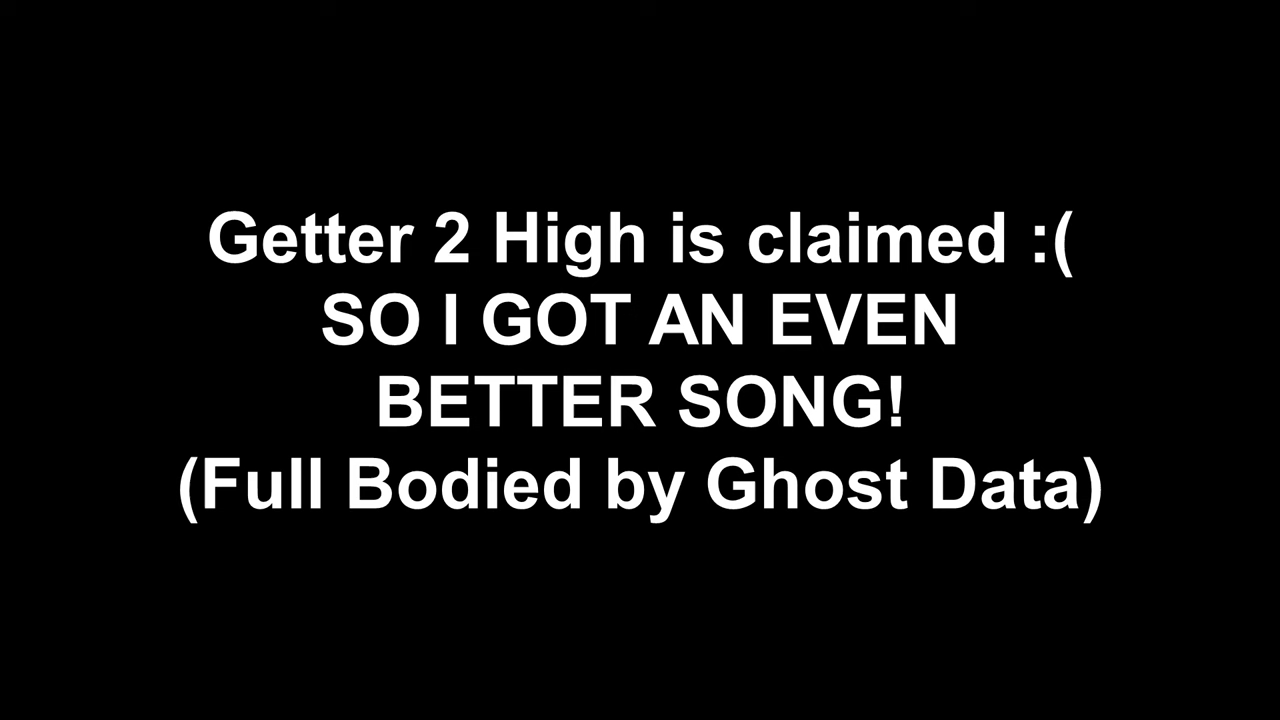 Getter 2 High is claimed :(
SO I GOT AN EVEN
BETTER SONG!
(Full Bodied by Ghost Data)